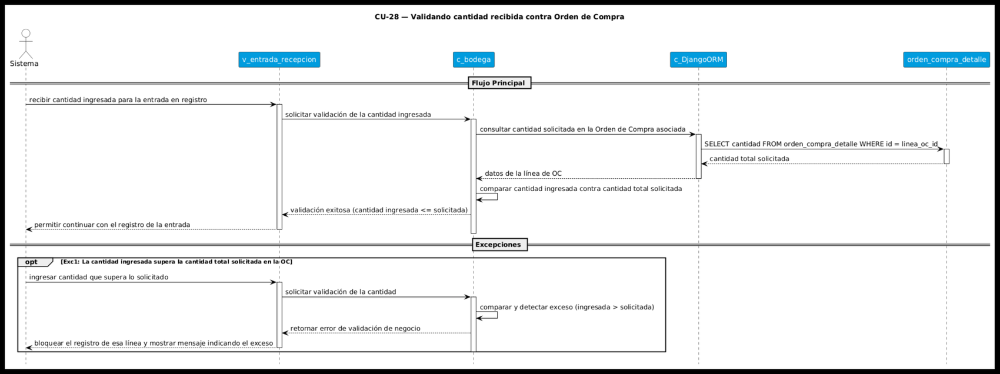 CU-28 — Validando cantidad recibida contra Orden de Compra
Sistema
v_entrada_recepcion
c_bodega
c_DjangoORM
orden_compra_detalle
Flujo Principal
recibir cantidad ingresada para la entrada en registro
solicitar validación de la cantidad ingresada
consultar cantidad solicitada en la Orden de Compra asociada
SELECT cantidad FROM orden_compra_detalle WHERE id = linea_oc_id
cantidad total solicitada
datos de la línea de OC
comparar cantidad ingresada contra cantidad total solicitada
validación exitosa (cantidad ingresada <= solicitada)
permitir continuar con el registro de la entrada
Excepciones
opt [Exc1: La cantidad ingresada supera la cantidad total solicitada en la OC]
ingresar cantidad que supera lo solicitado
solicitar validación de la cantidad
comparar y detectar exceso (ingresada > solicitada)
retornar error de validación de negocio
bloquear el registro de esa línea y mostrar mensaje indicando el exceso